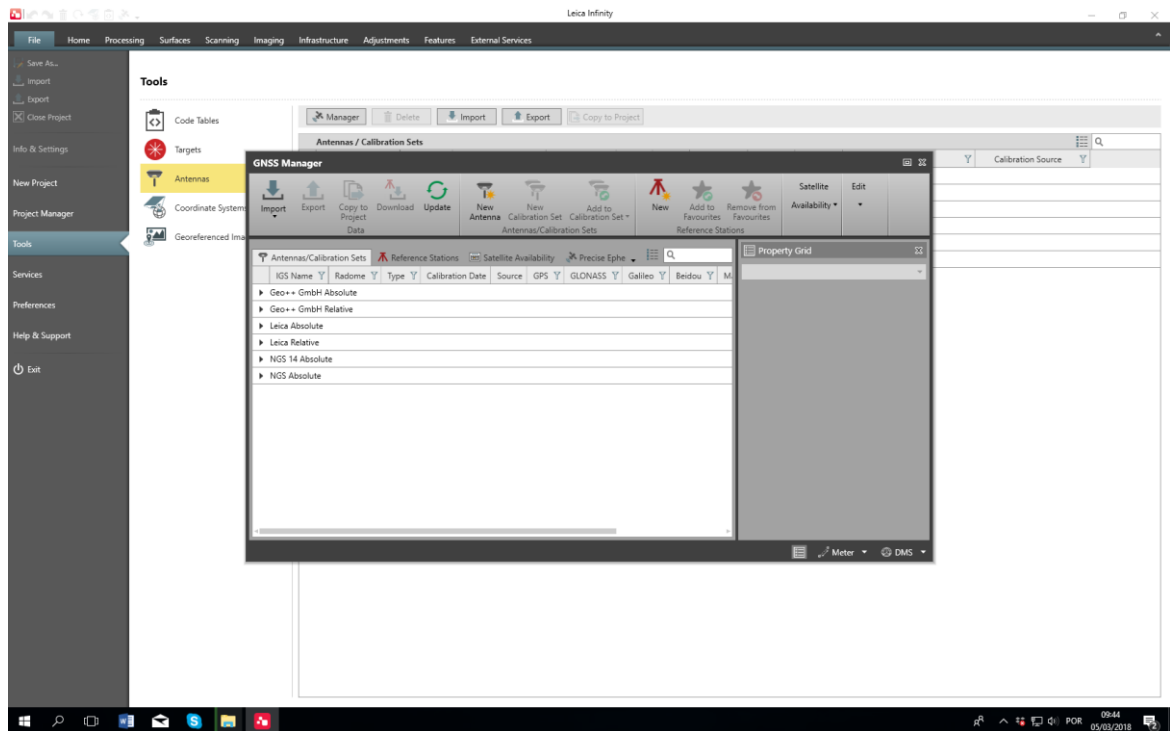 Leica Infinity
File Home Processing Surfaces Scanning Imaging Infrastructure Adjustments Features External Services
Save As...
Import
Export
Close Project
Info & Settings
New Project
Project Manager
Tools
Services
Preferences
Help & Support
Exit
Tools
Code Tables
Targets
Antennas
Coordinate Systems
Georeferenced Ima
Manager Delete Import Export Copy to Project
Antennas / Calibration Sets
Calibration Source
GNSS Manager
Import Export Copy to Project Download Update New Antenna New Calibration Set Add to Calibration Set New Add to Favourites Remove from Favourites Satellite Availability Edit
Data Antennas/Calibration Sets Reference Stations
Antennas/Calibration Sets Reference Stations Satellite Availability Precise Ephe
IGS Name Radome Type Calibration Date Source GPS GLONASS Galileo Beidou
Geo++ GmbH Absolute
Geo++ GmbH Relative
Leica Absolute
Leica Relative
NGS 14 Absolute
NGS Absolute
Property Grid
Meter DMS
POR
09:44
05/03/2018